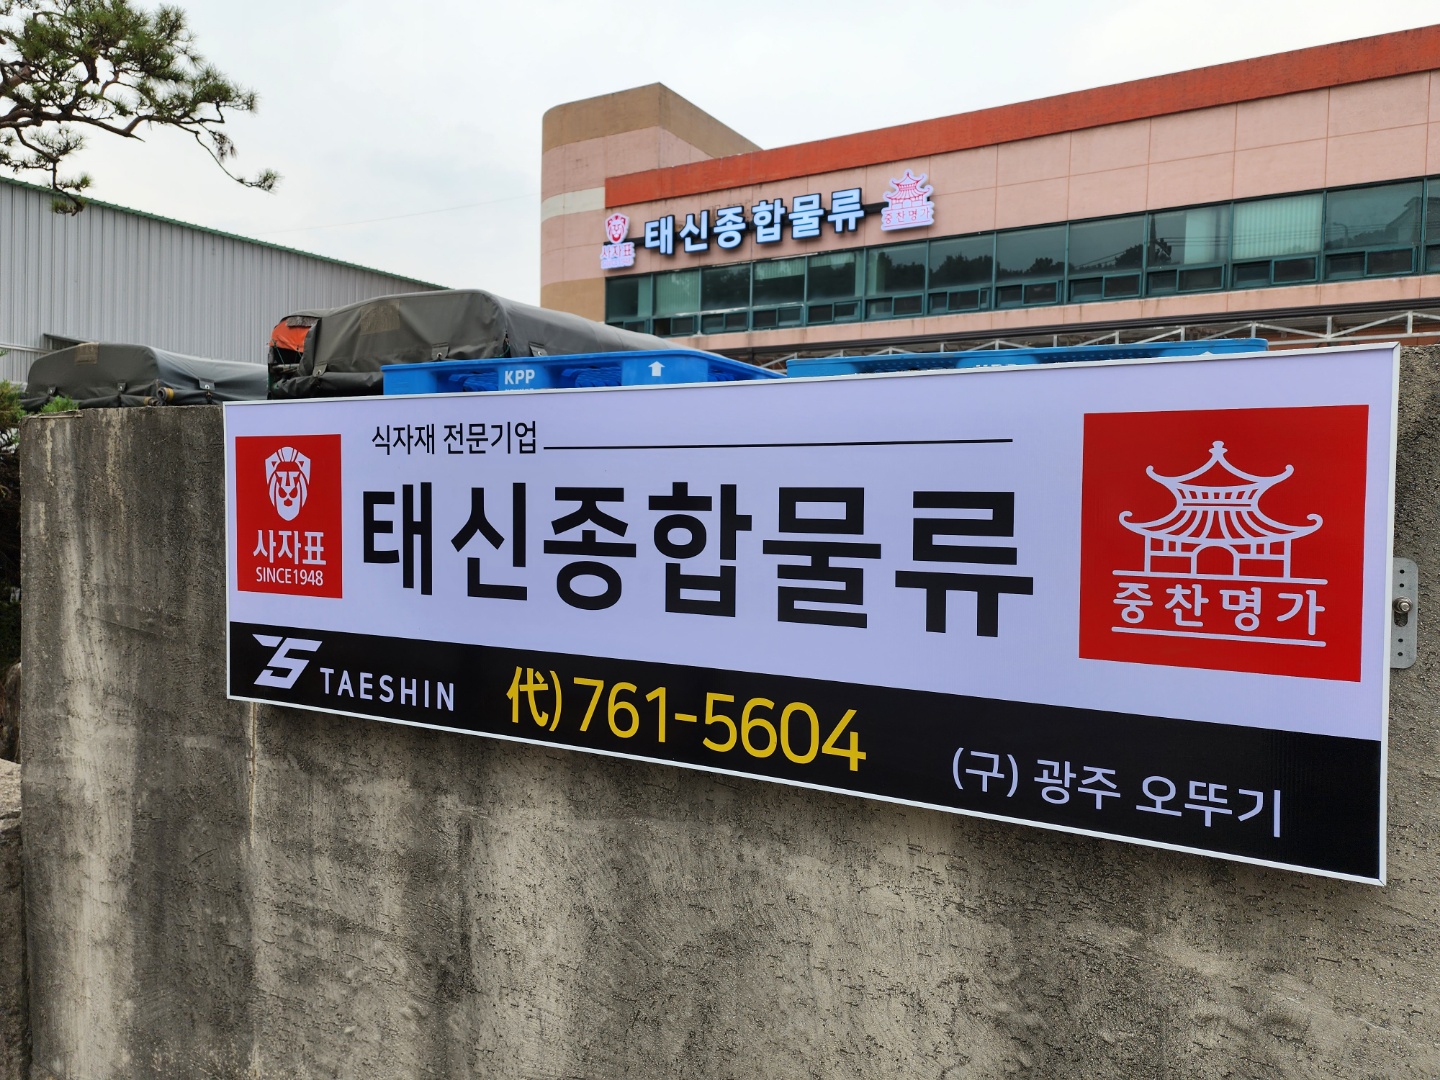 사자표
태신종합물류
중찬명가
KPP
식자재 전문기업
사자표
SINCE1948
태신종합물류
중찬명가
TAESHIN
代) 761-5604
(구) 광주 오뚜기